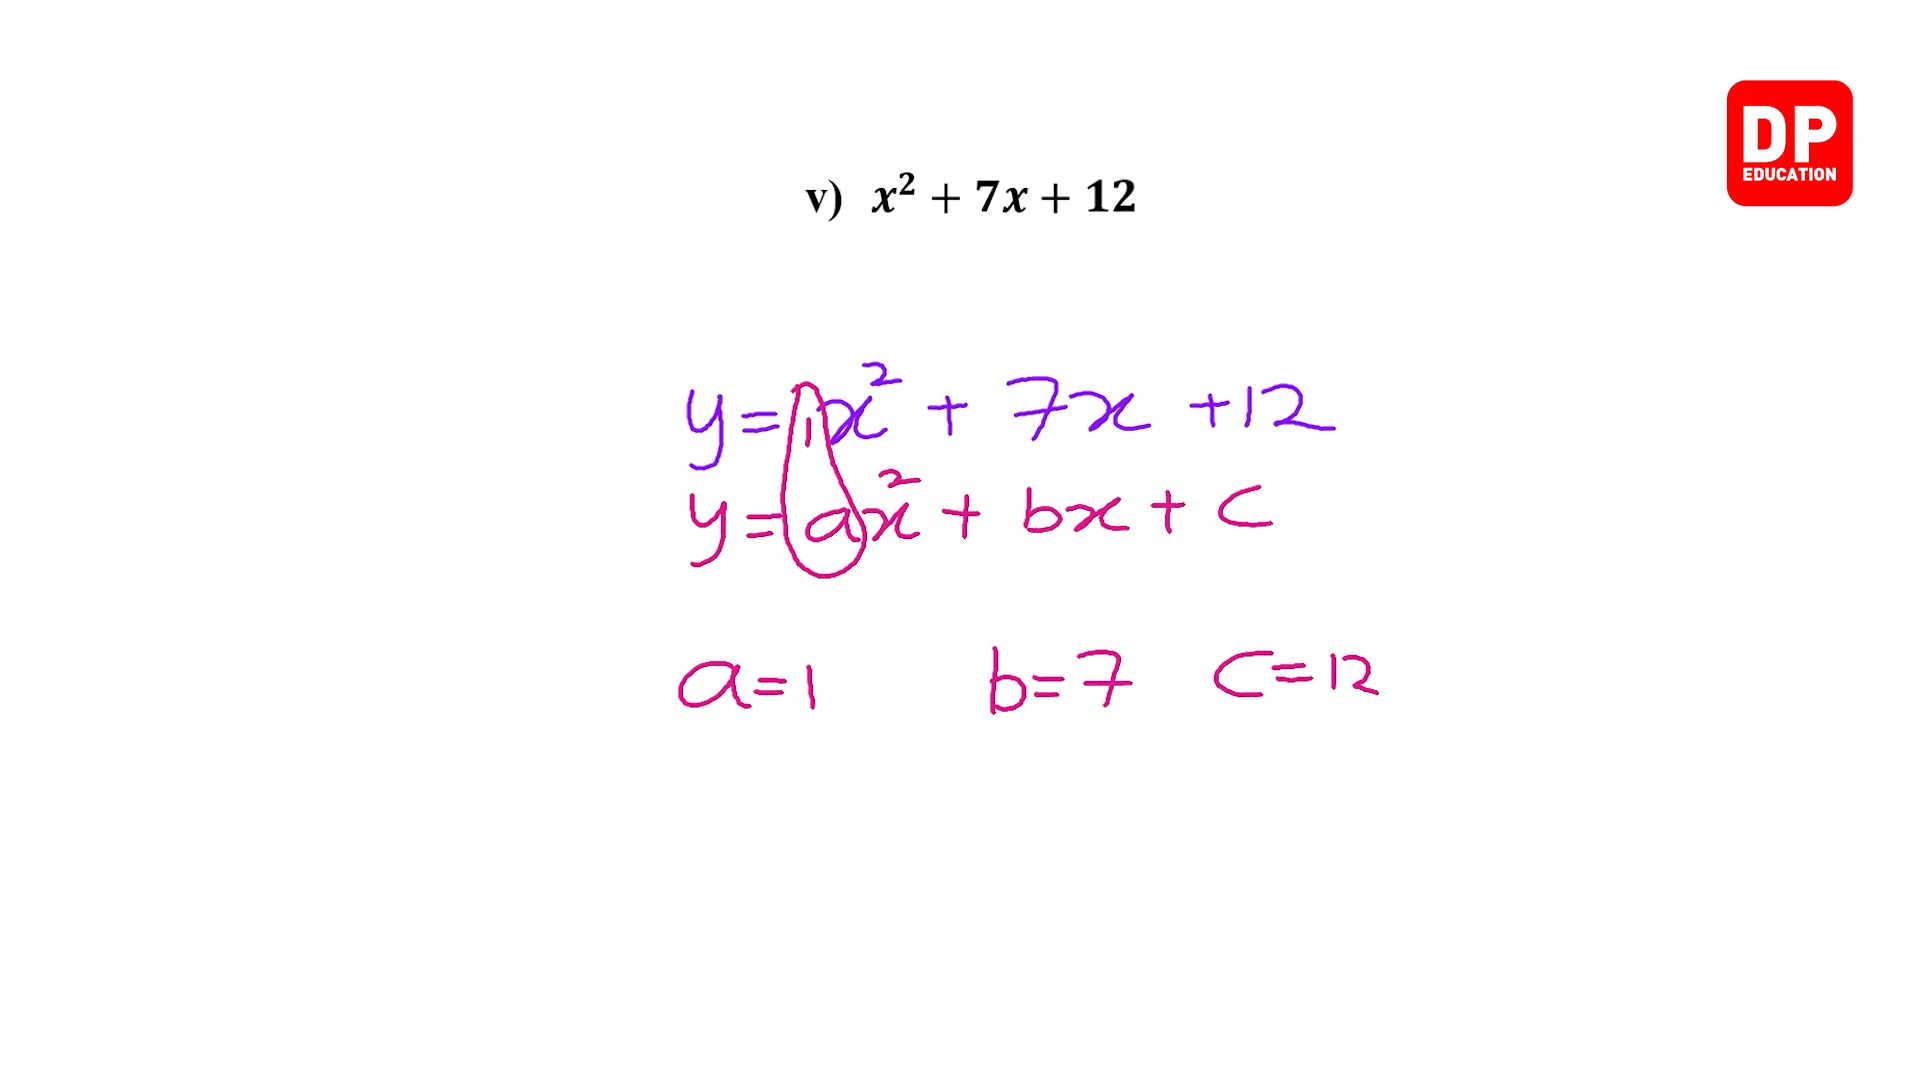 DP
EDUCATION
v) x² + 7x + 12
y = 1x² + 7x + 12
y = ax² + bx + c
a = 1 b = 7 c = 12